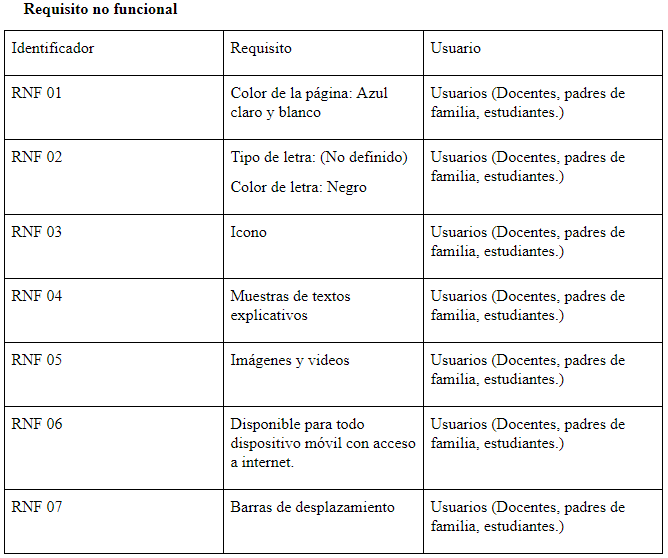 Requisito no funcional
Identificador
Requisito
Usuario
RNF 01
Color de la página: Azul
claro y blanco
Usuarios (Docentes, padres de
familia, estudiantes.)
RNF 02
Tipo de letra: (No definido)
Color de letra: Negro
Usuarios (Docentes, padres de
familia, estudiantes.)
RNF 03
Icono
Usuarios (Docentes, padres de
familia, estudiantes.)
RNF 04
Muestras de textos
explicativos
Usuarios (Docentes, padres de
familia, estudiantes.)
RNF 05
Imágenes y videos
Usuarios (Docentes, padres de
familia, estudiantes.)
RNF 06
Disponible para todo
dispositivo móvil con acceso
a internet.
Usuarios (Docentes, padres de
familia, estudiantes.)
RNF 07
Barras de desplazamiento
Usuarios (Docentes, padres de
familia, estudiantes.)